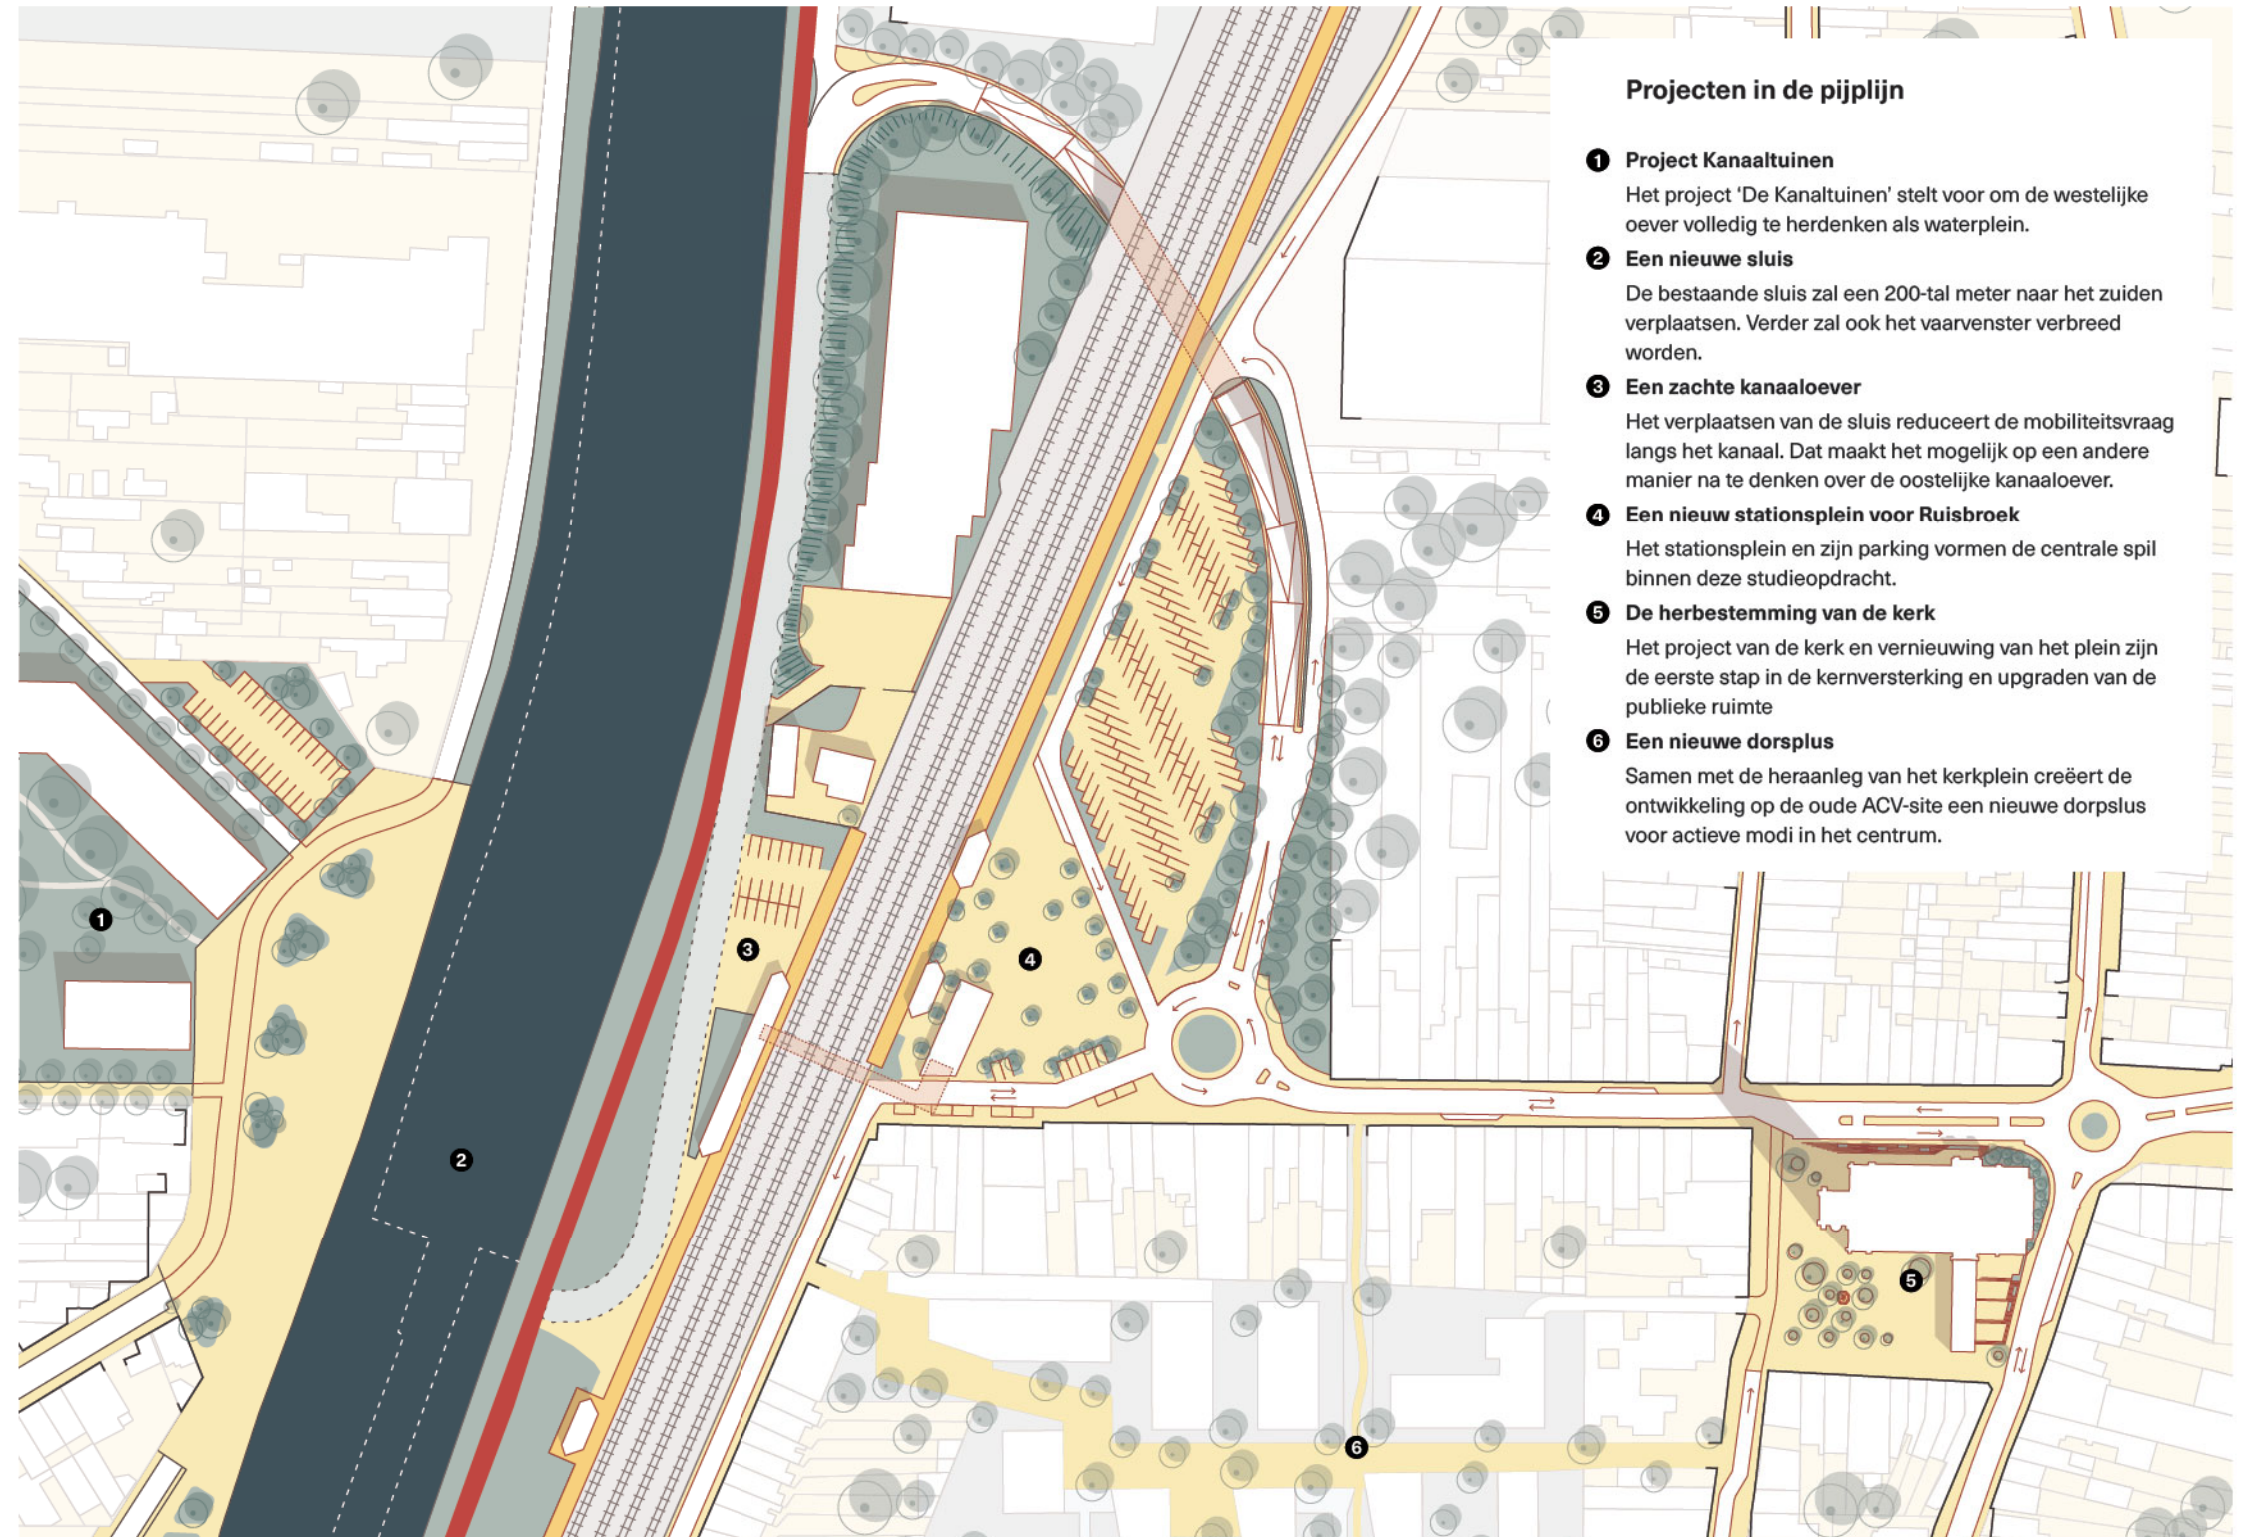 Projecten in de pijplijn
1 Project Kanaaltuinen
Het project ‘De Kanaltuinen’ stelt voor om de westelijke
oever volledig te herdenken als waterplein.
2 Een nieuwe sluis
De bestaande sluis zal een 200-tal meter naar het zuiden
verplaatsen. Verder zal ook het vaarvenster verbreed
worden.
3 Een zachte kanaaloever
Het verplaatsen van de sluis reduceert de mobiliteitsvraag
langs het kanaal. Dat maakt het mogelijk op een andere
manier na te denken over de oostelijke kanaaloever.
4 Een nieuw stationsplein voor Ruisbroek
Het stationsplein en zijn parking vormen de centrale spil
binnen deze studieopdracht.
5 De herbestemming van de kerk
Het project van de kerk en vernieuwing van het plein zijn
de eerste stap in de kernversterking en upgraden van de
publieke ruimte
6 Een nieuwe dorsplus
Samen met de heraanleg van het kerkplein creëert de
ontwikkeling op de oude ACV-site een nieuwe dorpslus
voor actieve modi in het centrum.
1
3
4
2
5
6